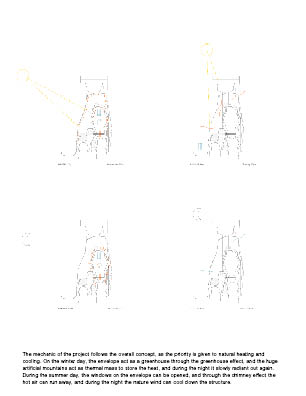 The mechanic of the project follows the overall concept, as the priority is given to natural heating and
cooling. On the winter day, the envelope act as a greenhouse through the greenhouse effect, and the huge
artificial mountains act as thermal mass to store the heat, and during the night it slowly radiant out again.
During the summer day, the windows on the envelope can be opened, and through the chimney effect the
hot air can run away, and during the night the nature wind can cool down the structure.